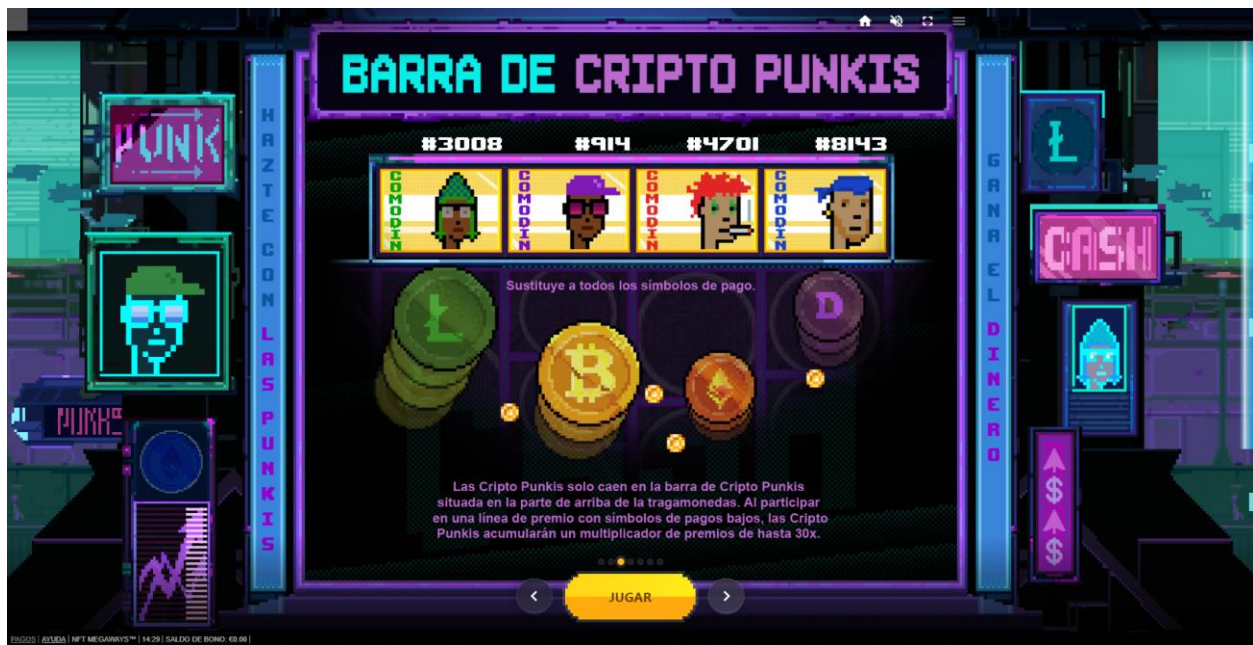 BARRA DE CRIPTO PUNKIS
#3008 #914 #4701 #8143
COMODIN COMODIN COMODIN COMODIN
Sustituye a todos los símbolos de pago.
Las Cripto Punkis solo caen en la barra de Cripto Punkis
situada en la parte de arriba de la tragamonedas. Al participar
en una línea de premio con símbolos de pagos bajos, las Cripto
Punkis acumularán un multiplicador de premios de hasta 30x.
JUGAR
PUNK
HAZTE CON LAS PUNKIS
PUNKS
GANA EL DINERO
CASH
$
$
D
PAGOS | AYUDA | NFT MEGAWAYS™ | 14:29 | SALDO DE BONO: €0.00 |